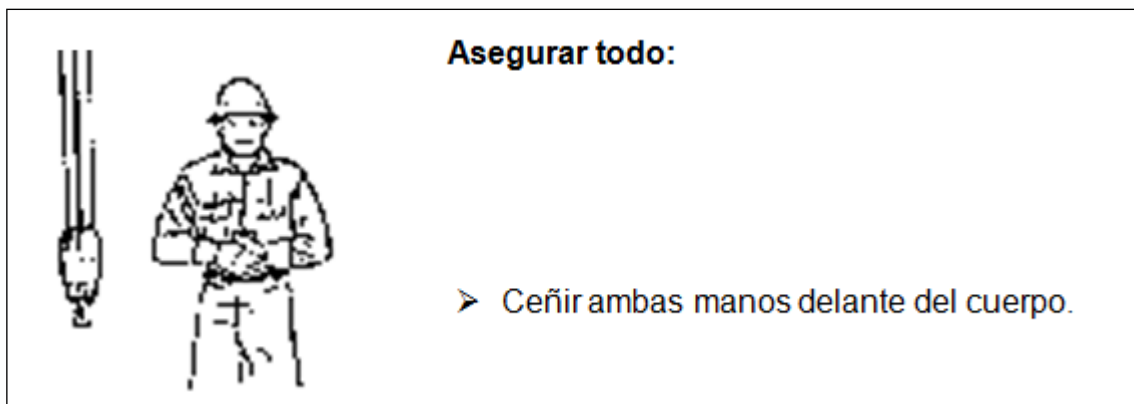 Asegurar todo:
➢ Ceñir ambas manos delante del cuerpo.